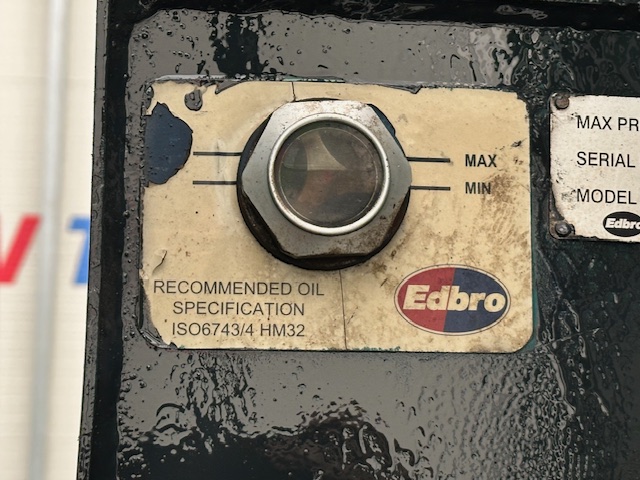 MAX
MIN
RECOMMENDED OIL
SPECIFICATION
ISO6743/4 HM32
Edbro
MAX PR
SERIAL
MODEL
Edbro